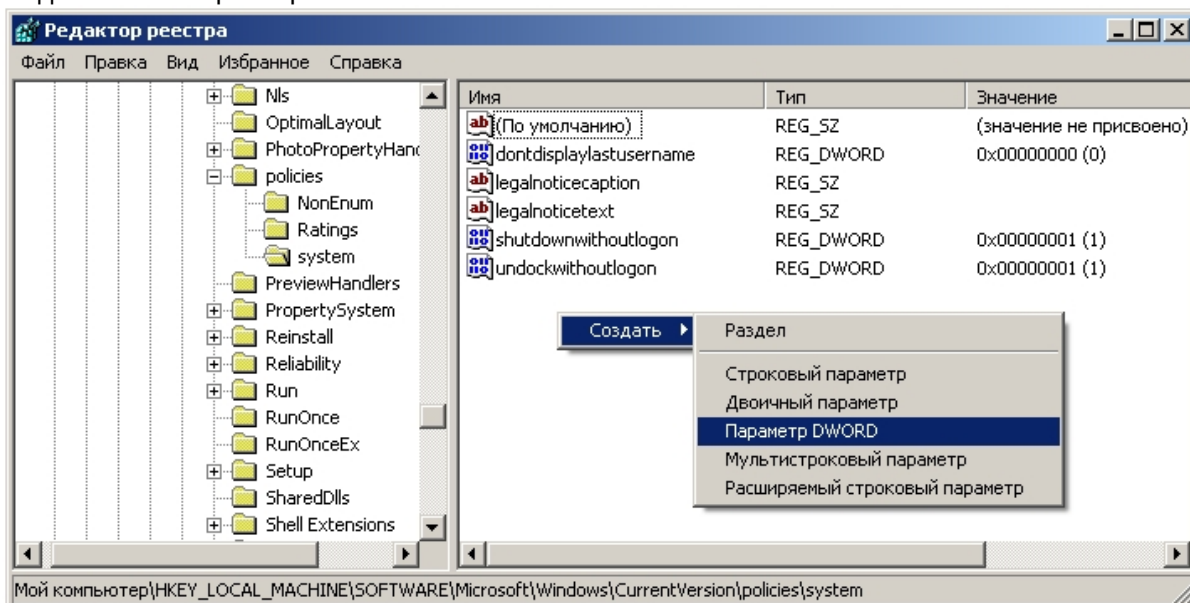 Редактор реестра
Файл Правка Вид Избранное Справка
Nls
OptimalLayout
PhotoPropertyHand
policies
NonEnum
Ratings
system
PreviewHandlers
PropertySystem
Reinstall
Reliability
Run
RunOnce
RunOnceEx
Setup
SharedDlls
Shell Extensions
Имя Тип Значение
(По умолчанию) REG_SZ (значение не присвоено)
dontdisplaylastusername REG_DWORD 0x00000000 (0)
legalnoticecaption REG_SZ
legalnoticetext REG_SZ
shutdownwithoutlogon REG_DWORD 0x00000001 (1)
undockwithoutlogon REG_DWORD 0x00000001 (1)
Создать
Раздел
Строковый параметр
Двоичный параметр
Параметр DWORD
Мультистроковый параметр
Расширяемый строковый параметр
Мой компьютер\HKEY_LOCAL_MACHINE\SOFTWARE\Microsoft\Windows\CurrentVersion\policies\system